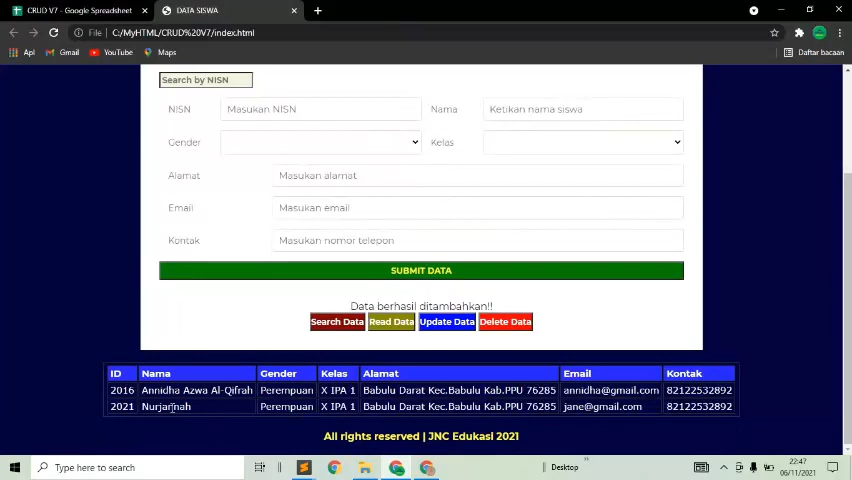 CRUD V7 - Google Spreadsheet
DATA SISWA
File
C:/MyHTML/CRUD%20V7/index.html
Apl
Gmail
YouTube
Maps
Daftar bacaan
Search by NISN
NISN
Masukan NISN
Nama
Ketikan nama siswa
Gender
Kelas
Alamat
Masukan alamat
Email
Masukan email
Kontak
Masukan nomor telepon
SUBMIT DATA
Data berhasil ditambahkan!!
Search Data
Read Data
Update Data
Delete Data
ID Nama Gender Kelas Alamat Email Kontak
2016 Annidha Azwa Al-Qifrah Perempuan X IPA 1 Babulu Darat Kec.Babulu Kab.PPU 76285 annidha@gmail.com 82122532892
2021 Nurjannah Perempuan X IPA 1 Babulu Darat Kec.Babulu Kab.PPU 76285 jane@gmail.com 82122532892
All rights reserved | JNC Edukasi 2021
Type here to search
Desktop
22:47
06/11/2021